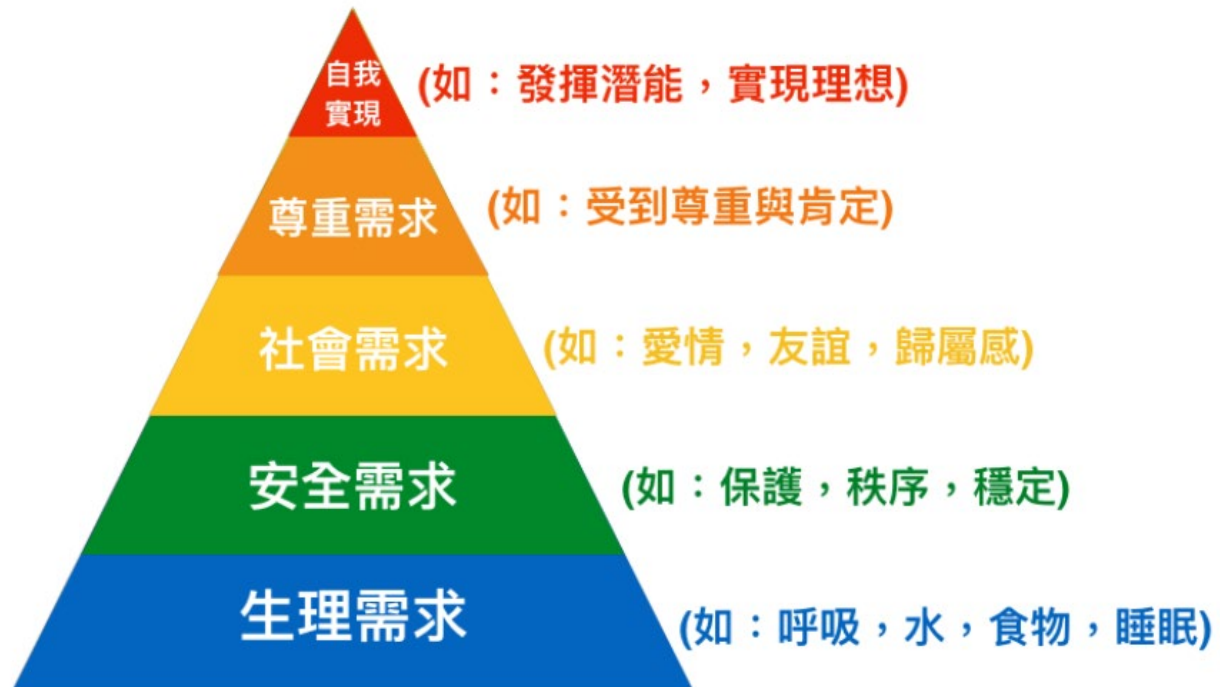 自我
實現
(如：發揮潛能，實現理想)
尊重需求
(如：受到尊重與肯定)
社會需求
(如：愛情，友誼，歸屬感)
安全需求
(如：保護，秩序，穩定)
生理需求
(如：呼吸，水，食物，睡眠)